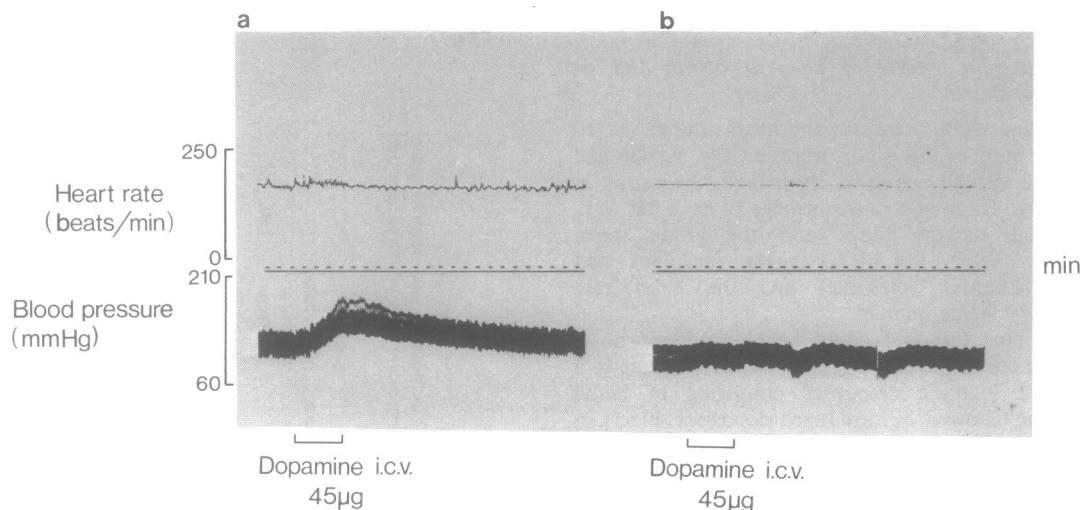 a
b
250
Heart rate
(beats/min)
0
min
210
Blood pressure
(mmHg)
60
Dopamine i.c.v.
45µg
Dopamine i.c.v.
45µg